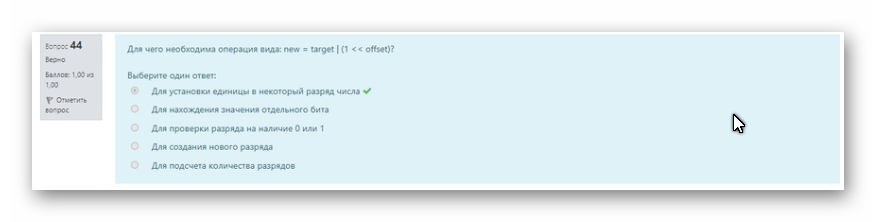 Вопрос 44
Верно
Баллов: 1,00 из
1,00
Отметить
вопрос
Для чего необходима операция вида: new = target | (1 << offset)?
Выберите один ответ:
Для установки единицы в некоторый разряд числа
Для нахождения значения отдельного бита
Для проверки разряда на наличие 0 или 1
Для создания нового разряда
Для подсчета количества разрядов